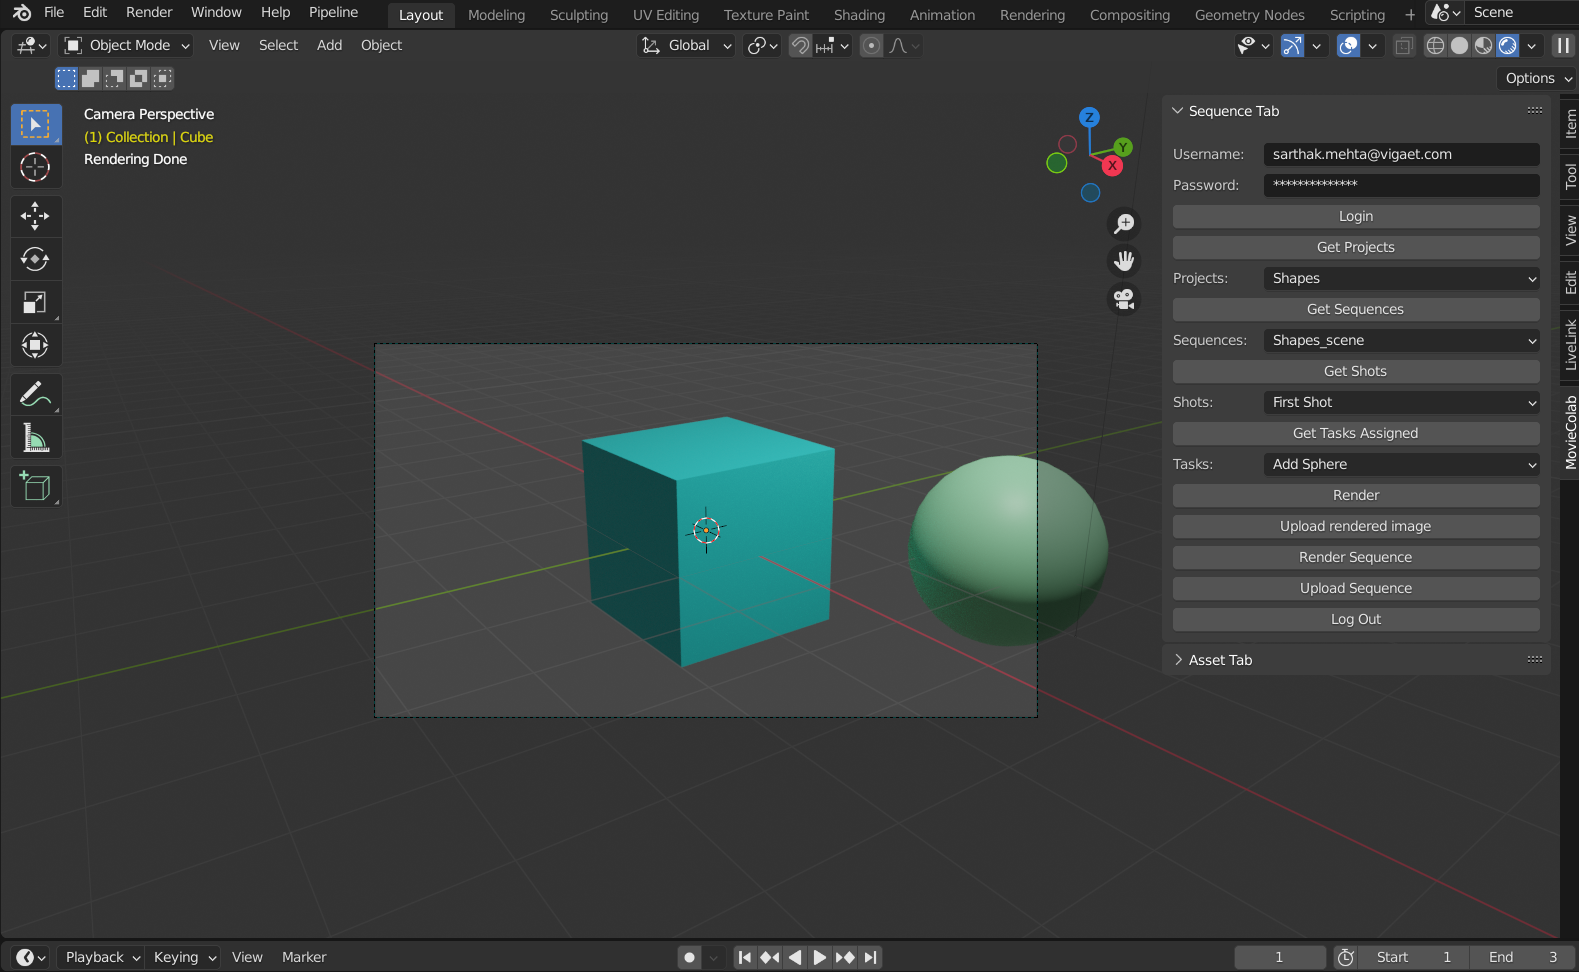 File Edit Render Window Help Pipeline Layout Modeling Sculpting UV Editing Texture Paint Shading Animation Rendering Compositing Geometry Nodes Scripting + Scene
Object Mode View Select Add Object Global
Options
Camera Perspective
(1) Collection | Cube
Rendering Done
Z
Y
X
Sequence Tab
Username: sarthak.mehta@vigaet.com
Password: **************
Login
Get Projects
Projects: Shapes
Get Sequences
Sequences: Shapes_scene
Get Shots
Shots: First Shot
Get Tasks Assigned
Tasks: Add Sphere
Render
Upload rendered image
Render Sequence
Upload Sequence
Log Out
Asset Tab
Item
Tool
View
Edit
LiveLink
MovieColab
Playback Keying View Marker 1 Start 1 End 3